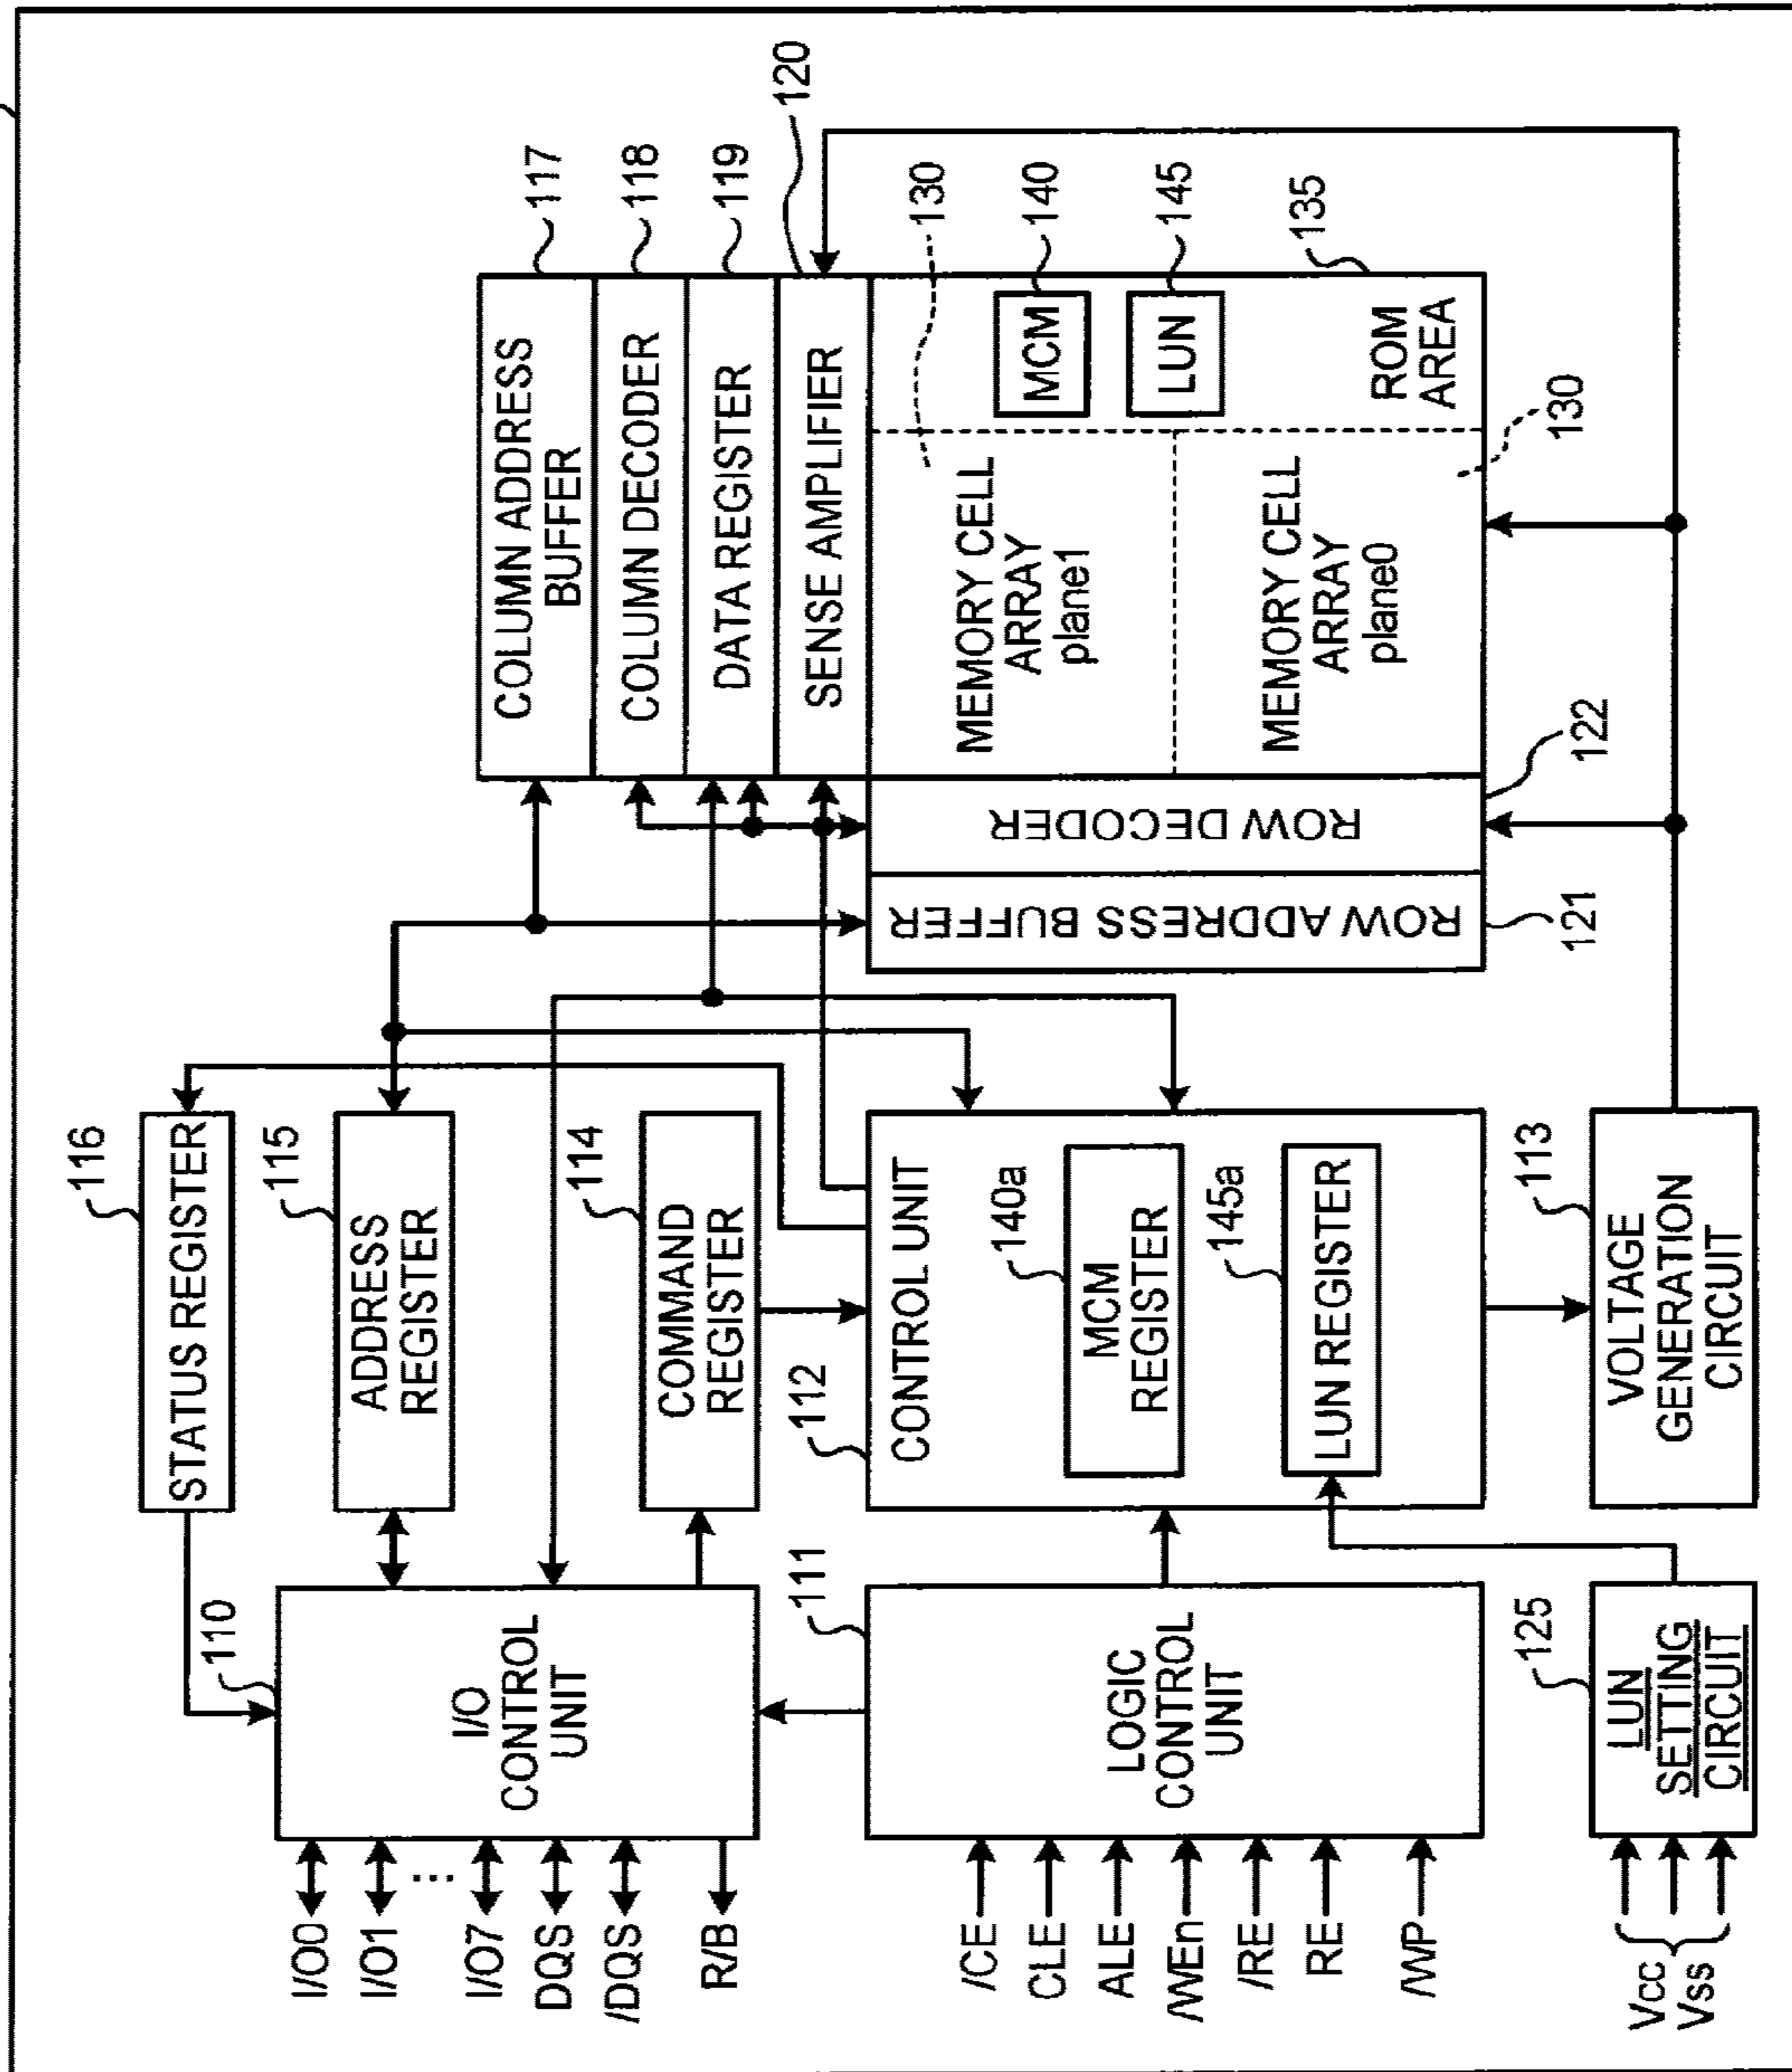 I/O0
I/O1
...
I/O7
DQS
/DQS
R/B
110
I/O
CONTROL
UNIT
116
STATUS REGISTER
115
ADDRESS
REGISTER
114
COMMAND
REGISTER
117
COLUMN ADDRESS
BUFFER
118
COLUMN DECODER
119
DATA REGISTER
120
SENSE AMPLIFIER
/CE
CLE
ALE
/WEn
/RE
RE
/WP
111
LOGIC
CONTROL
UNIT
112
CONTROL UNIT
140a
MCM
REGISTER
145a
LUN REGISTER
121
ROW ADDRESS BUFFER
122
ROW DECODER
130
MEMORY CELL
ARRAY
plane1
MEMORY CELL
ARRAY
plane0
130
140
MCM
145
LUN
135
ROM
AREA
Vcc
Vss
125
LUN
SETTING
CIRCUIT
113
VOLTAGE
GENERATION
CIRCUIT